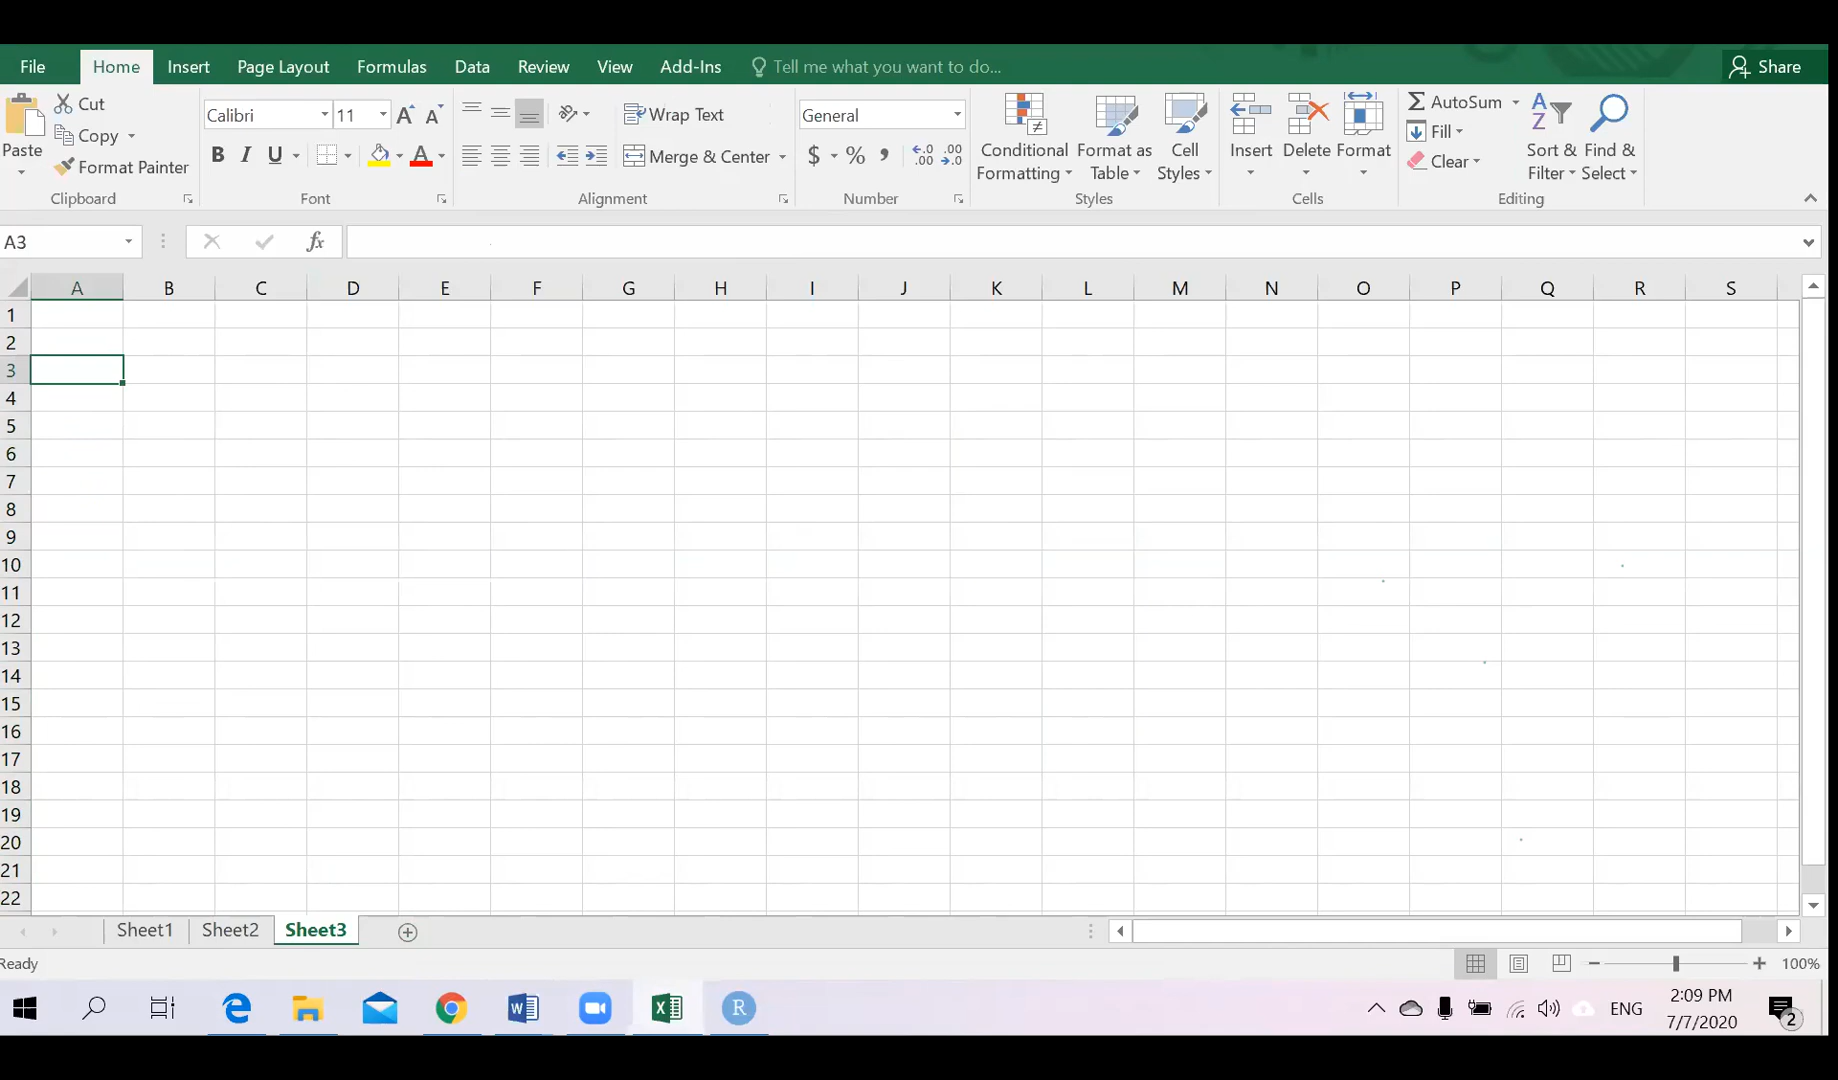 File Home Insert Page Layout Formulas Data Review View Add-Ins Tell me what you want to do... Share
Paste Cut Copy Format Painter
Clipboard
Calibri 11 B I U A
Font
Wrap Text
Merge & Center
Alignment
General
$ % ,
Number
Conditional Formatting Format as Table Cell Styles
Styles
Insert Delete Format
Cells
AutoSum
Fill
Clear
Sort & Filter Find & Select
Editing
A3 fx
A B C D E F G H I J K L M N O P Q R S
1
2
3
4
5
6
7
8
9
10
11
12
13
14
15
16
17
18
19
20
21
22
Sheet1 Sheet2 Sheet3
Ready 100%
ENG 2:09 PM
7/7/2020 2